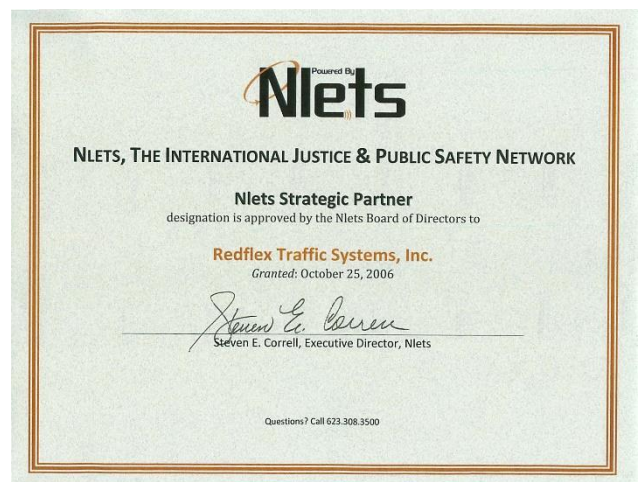 Powered By
Nlets
NLETS, THE INTERNATIONAL JUSTICE & PUBLIC SAFETY NETWORK
Nlets Strategic Partner
designation is approved by the Nlets Board of Directors to
Redflex Traffic Systems, Inc.
Granted: October 25, 2006
Steven E. Correll
Steven E. Correll, Executive Director, Nlets
Questions? Call 623.308.3500